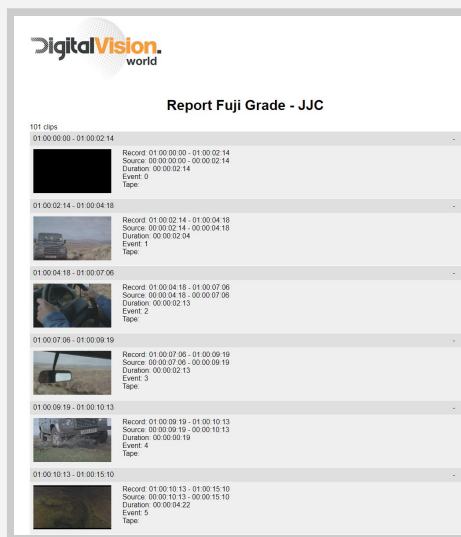 DigitalVision.
world
Report Fuji Grade - JJC
101 clips
01:00:00:00 - 01:00:02:14 -
Record: 01:00:00:00 - 01:00:02:14
Source: 00:00:00:00 - 00:00:02:14
Duration: 00:00:02:14
Event: 0
Tape:
01:00:02:14 - 01:00:04:18 -
Record: 01:00:02:14 - 01:00:04:18
Source: 00:00:02:14 - 00:00:04:18
Duration: 00:00:02:04
Event: 1
Tape:
01:00:04:18 - 01:00:07:06 -
Record: 01:00:04:18 - 01:00:07:06
Source: 00:00:04:18 - 00:00:07:06
Duration: 00:00:02:13
Event: 2
Tape:
01:00:07:06 - 01:00:09:19 -
Record: 01:00:07:06 - 01:00:09:19
Source: 00:00:07:06 - 00:00:09:19
Duration: 00:00:02:13
Event: 3
Tape:
01:00:09:19 - 01:00:10:13 -
Record: 01:00:09:19 - 01:00:10:13
Source: 00:00:09:19 - 00:00:10:13
Duration: 00:00:00:19
Event: 4
Tape:
01:00:10:13 - 01:00:15:10 -
Record: 01:00:10:13 - 01:00:15:10
Source: 00:00:10:13 - 00:00:15:10
Duration: 00:00:04:22
Event: 5
Tape: